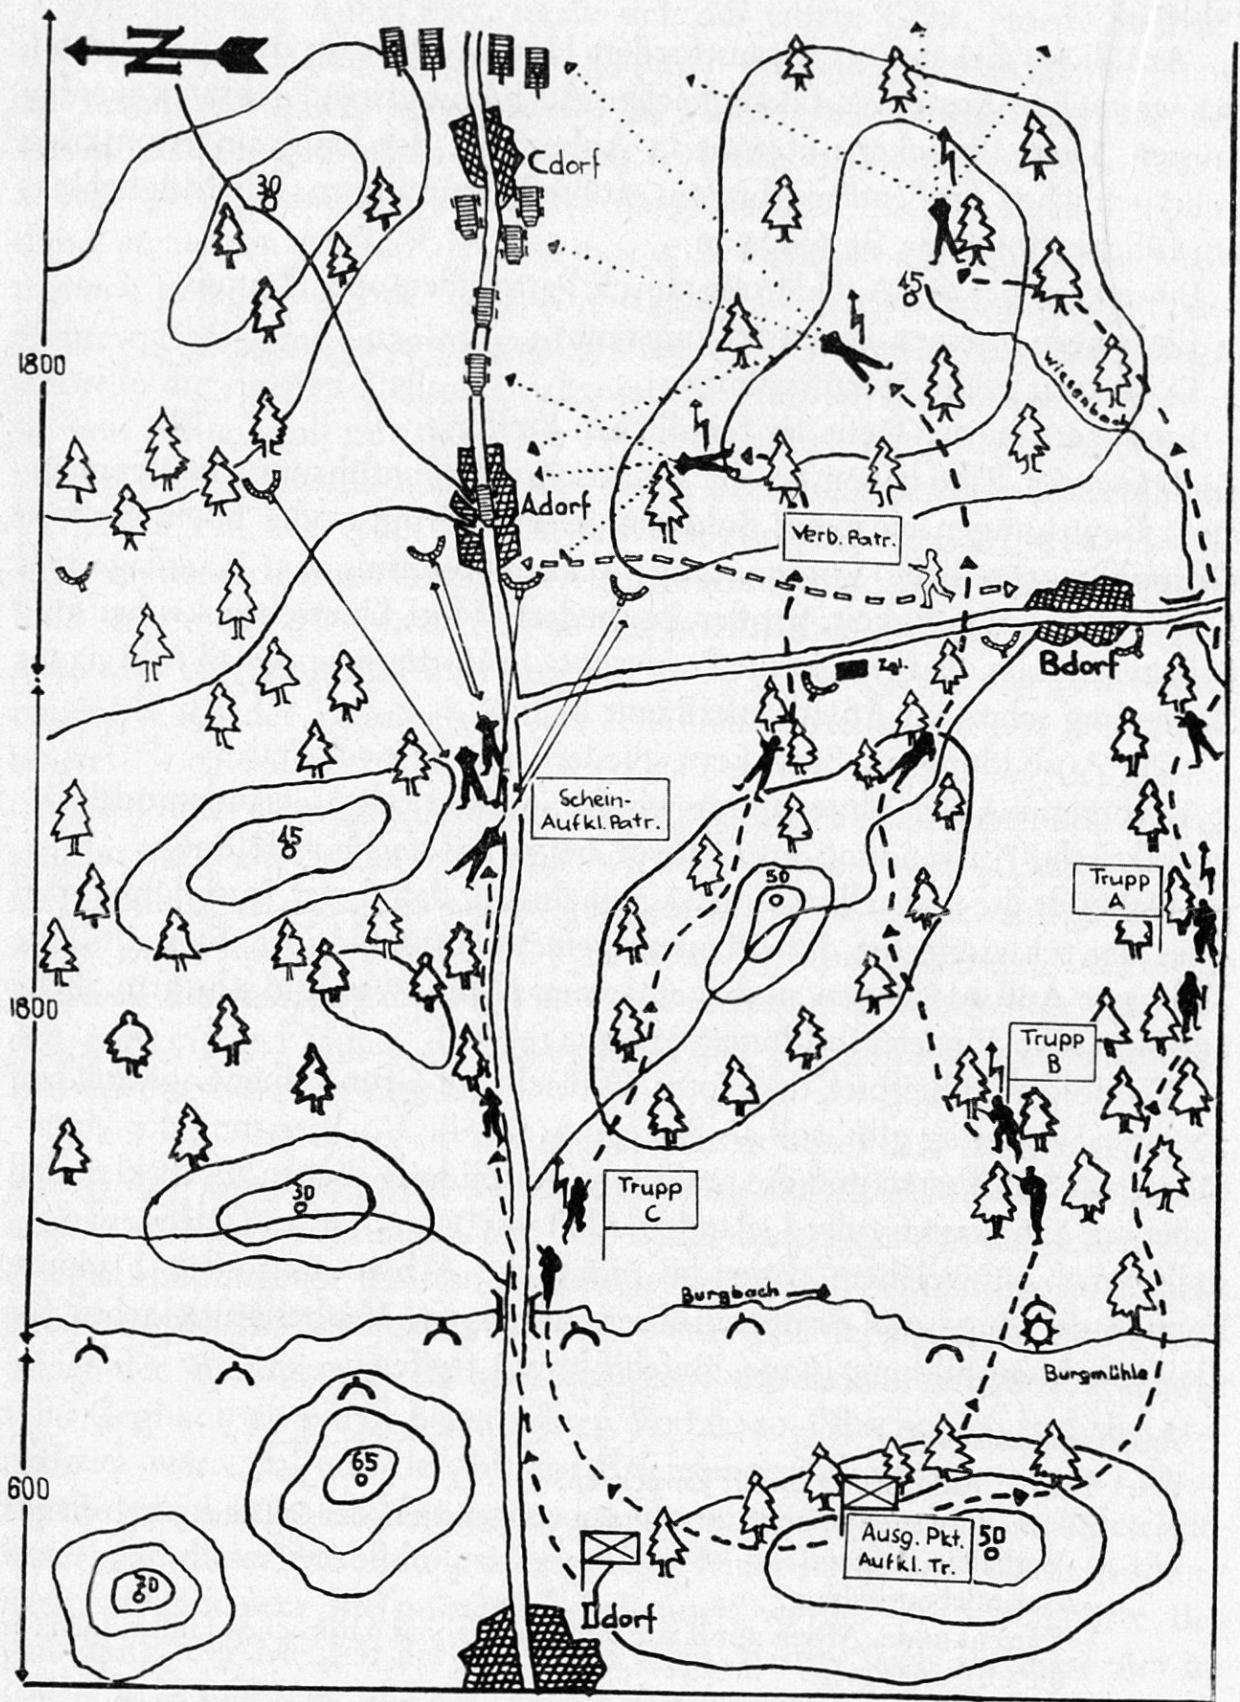 N
Cdorf
30
45
1800
Wiesenbach
Adorf
Verb. Patr.
Bdorf
Zgl.
Schein-
Aufkl. Patr.
45
50
Trupp
A
1800
Trupp
B
30
Trupp
C
Burgbach
Burgmühle
65
600
Ausg. Pkt.
Aufkl. Tr.
50
30
Ddorf